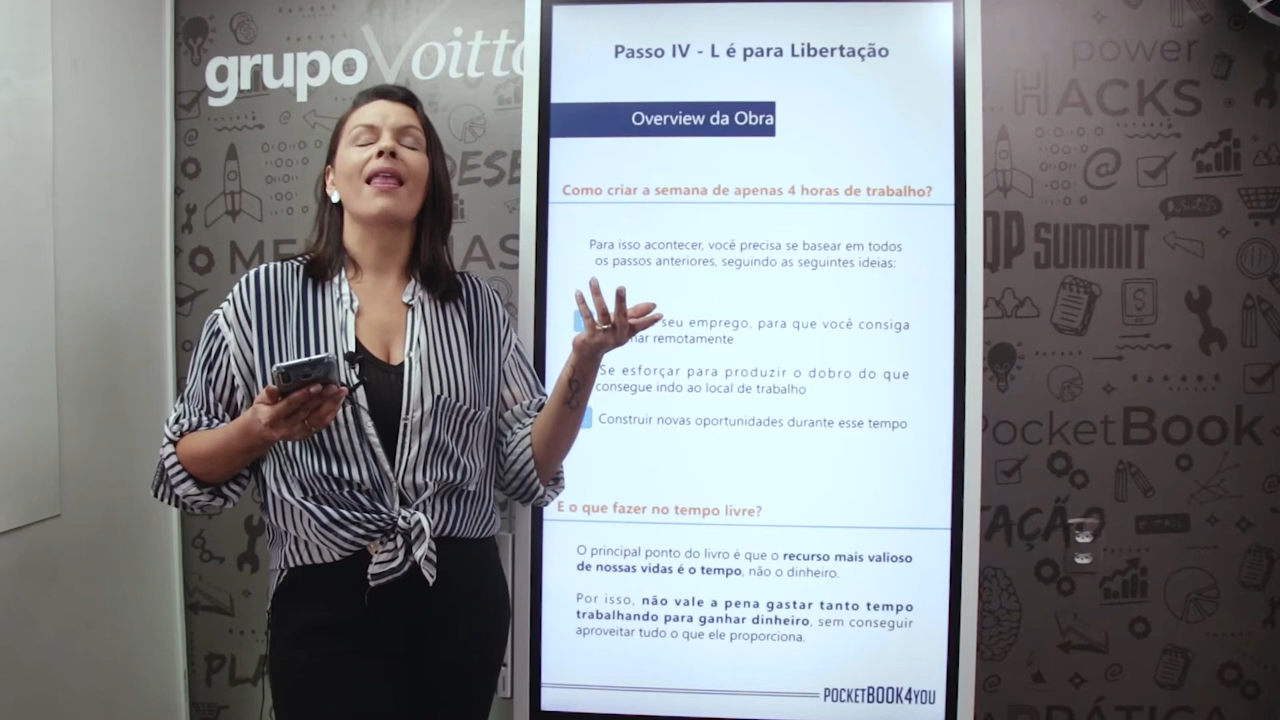 grupoVoitto
Passo IV - L é para Libertação
Overview da Obra
Como criar a semana de apenas 4 horas de trabalho?
Para isso acontecer, você precisa se basear em todos
os passos anteriores, seguindo as seguintes ideias:
seu emprego, para que você consiga
remotamente
Se esforçar para produzir o dobro do que
consegue indo ao local de trabalho
Construir novas oportunidades durante esse tempo
E o que fazer no tempo livre?
O principal ponto do livro é que o recurso mais valioso
de nossas vidas é o tempo, não o dinheiro.
Por isso, não vale a pena gastar tanto tempo
trabalhando para ganhar dinheiro, sem conseguir
aproveitar tudo o que ele proporciona.
POCKETBOOK4YOU
power
HACKS
SUMMIT
PocketBook